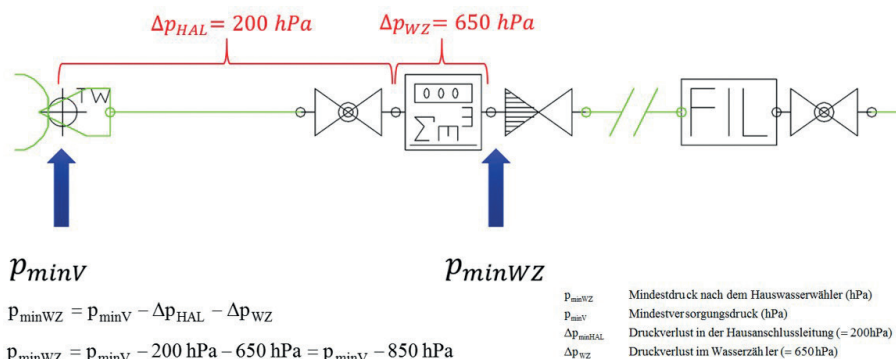 Δp_HAL = 200 hPa
Δp_WZ = 650 hPa
TW
000
Σm3
FIL
p_minV
p_minWZ
p_minWZ = p_minV − Δp_HAL − Δp_WZ
p_minWZ = p_minV − 200 hPa − 650 hPa = p_minV − 850 hPa
p_minWZ Mindestdruck nach dem Hauswasserwähler (hPa)
p_minV Mindestversorgungsdruck (hPa)
Δp_minHAL Druckverlust in der Hausanschlussleitung (= 200hPa)
Δp_WZ Druckverlust im Wasserzähler (= 650hPa)